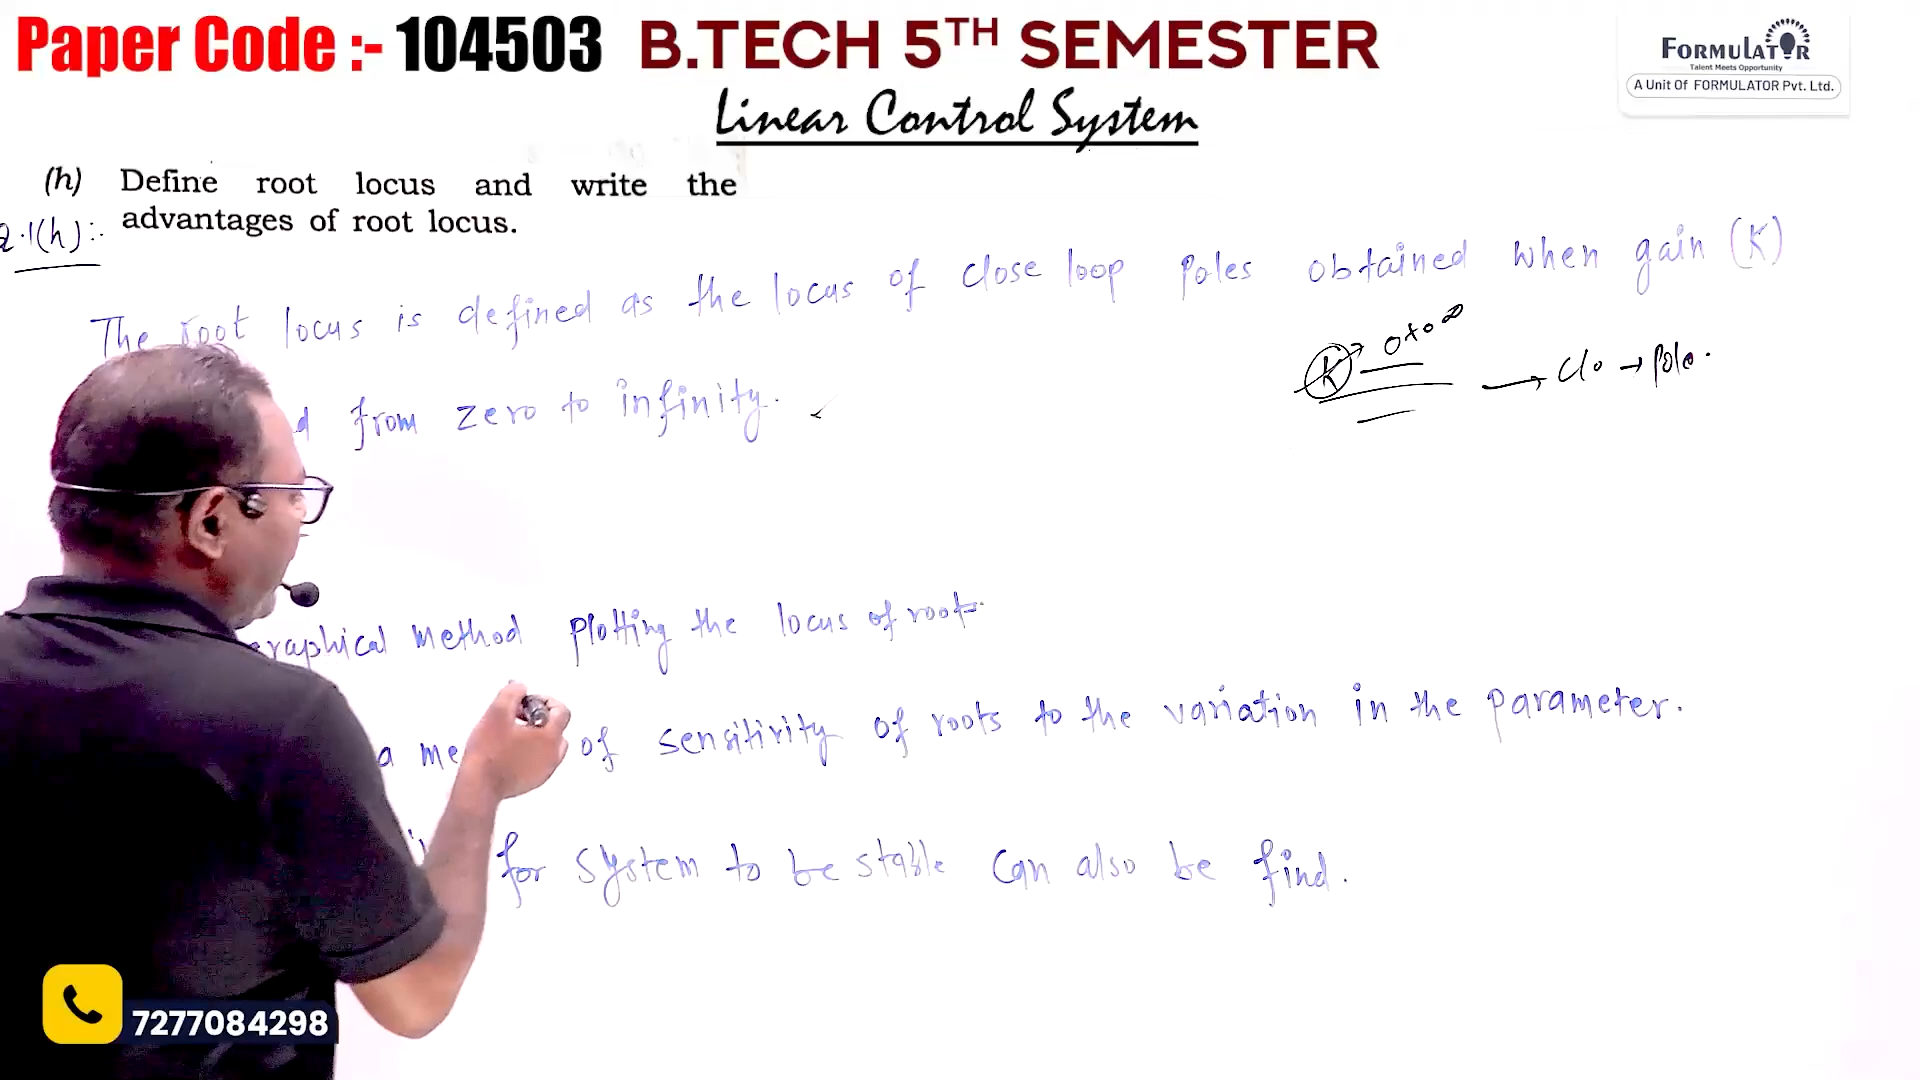 Paper Code :- 104503 B.TECH 5TH SEMESTER
FORMULATOR
Talent Meets Opportunity
A Unit Of FORMULATOR Pvt. Ltd.
Linear Control System
(h) Define root locus and write the
advantages of root locus.
Q.1(h):-
The root locus is defined as the locus of close loop poles obtained when gain (K)
from zero to infinity.
K → 0 to ∞ → Clo → Pole.
graphical method plotting the locus of roots.
a of sensitivity of roots to the variation in the parameter.
for system to be stable can also be find.
7277084298